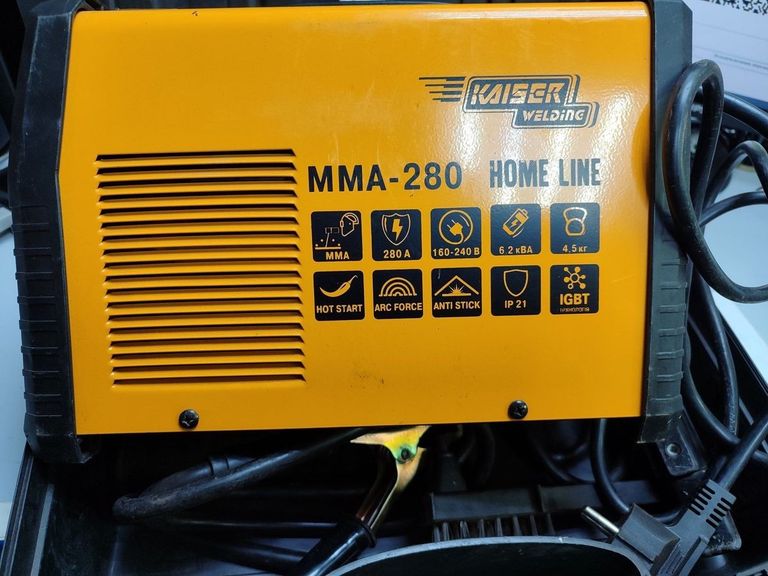 KAISER
WELDING
MMA-280 HOME LINE
MMA 280 A 160-240 В 6.2 кВА 4.5 кг
HOT START ARC FORCE ANTI STICK IP 21 IGBT
ТЕХНОЛОГІЯ